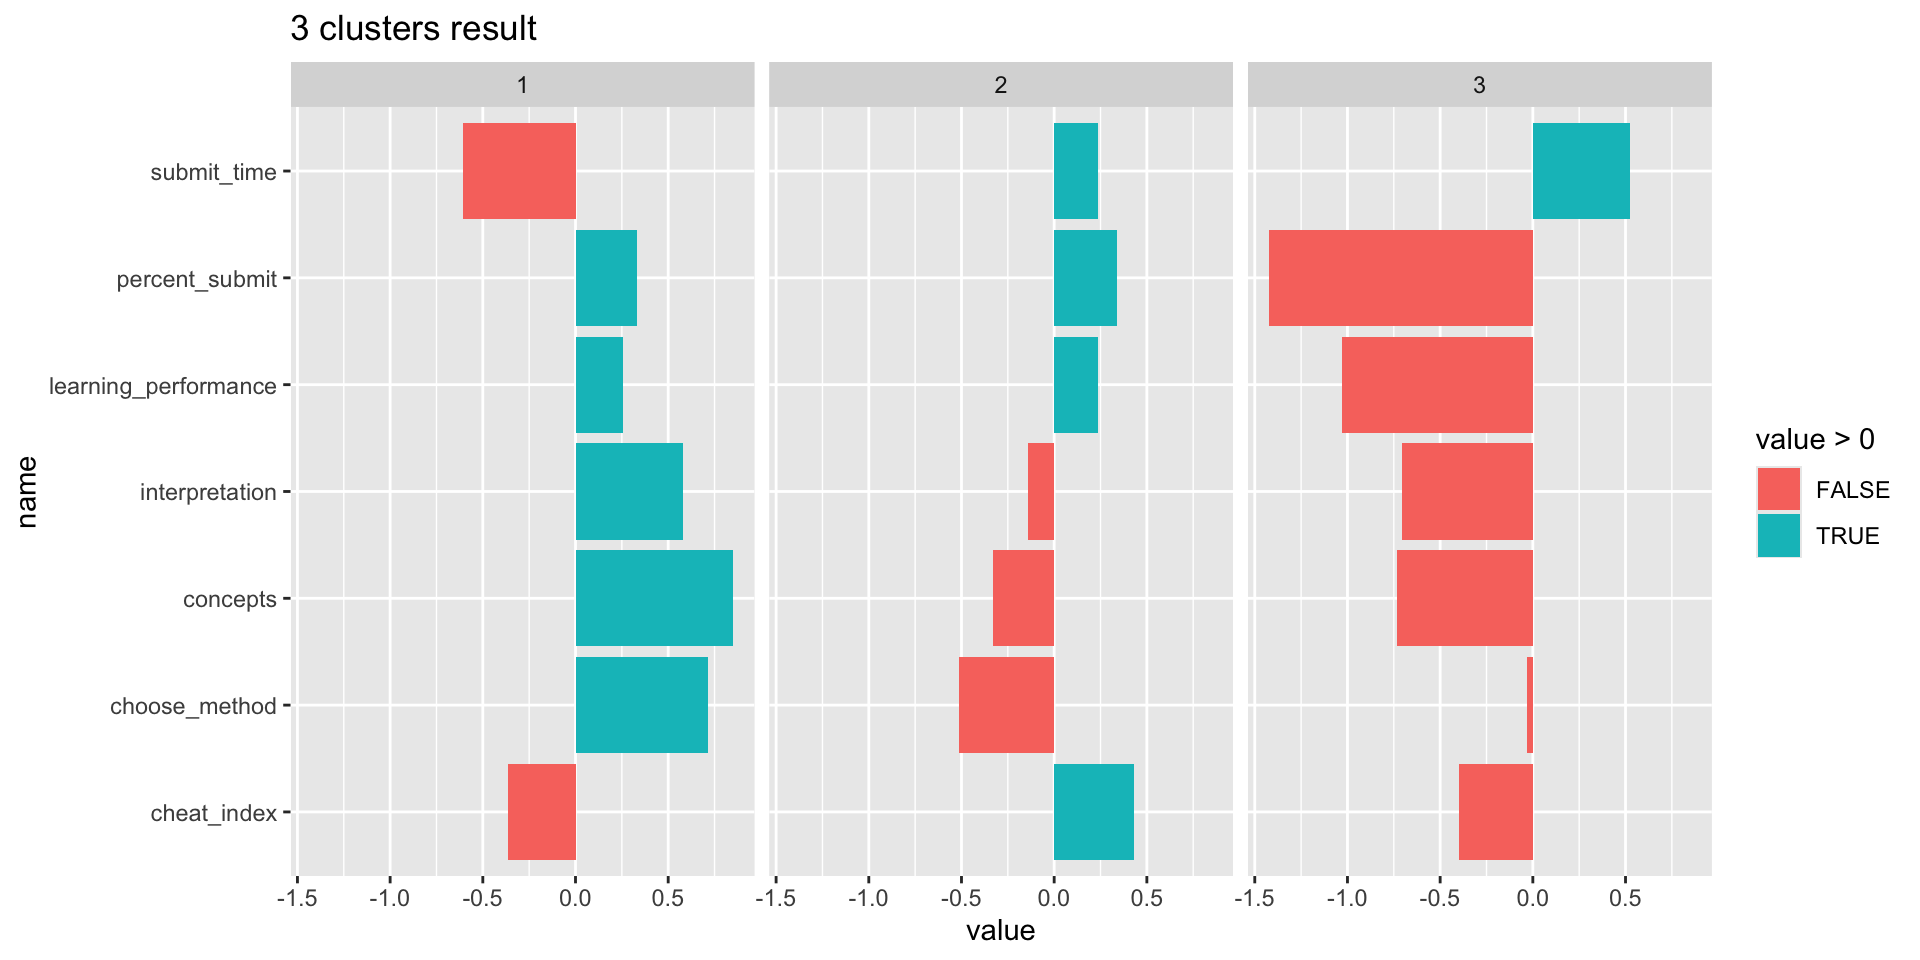 3 clusters result
1
2
3
submit_time
percent_submit
learning_performance
interpretation
concepts
choose_method
cheat_index
name
-1.5 -1.0 -0.5 0.0 0.5
-1.5 -1.0 -0.5 0.0 0.5
-1.5 -1.0 -0.5 0.0 0.5
value
value > 0
FALSE
TRUE